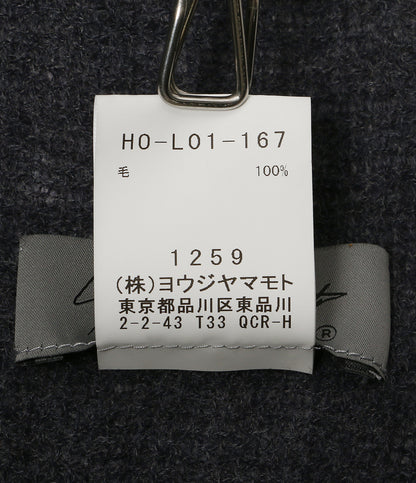 HO-L01-167
毛 100%
1259
(株)ヨウジヤマモト
東京都品川区東品川
2-2-43 T33 QCR-H
®